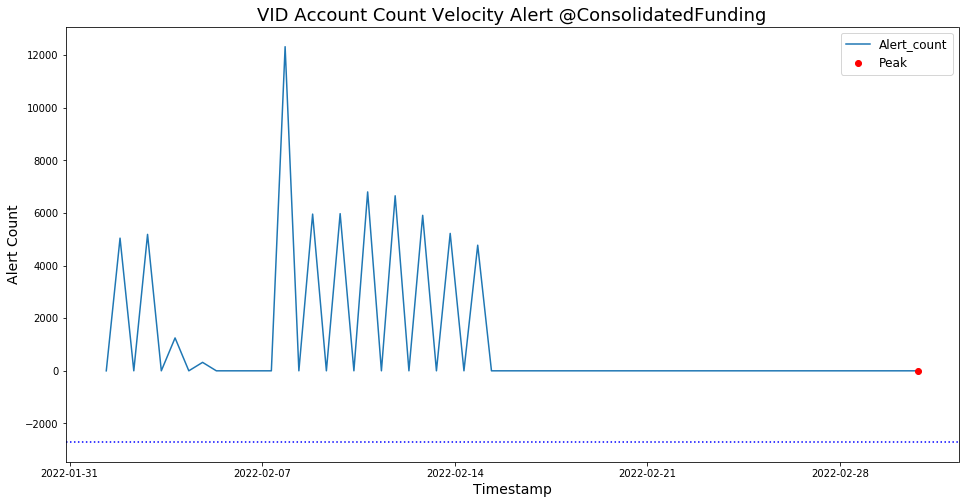 VID Account Count Velocity Alert @ConsolidatedFunding
Alert_count
Peak
12000
10000
8000
6000
4000
2000
0
−2000
Alert Count
2022-01-31
2022-02-07
2022-02-14
2022-02-21
2022-02-28
Timestamp